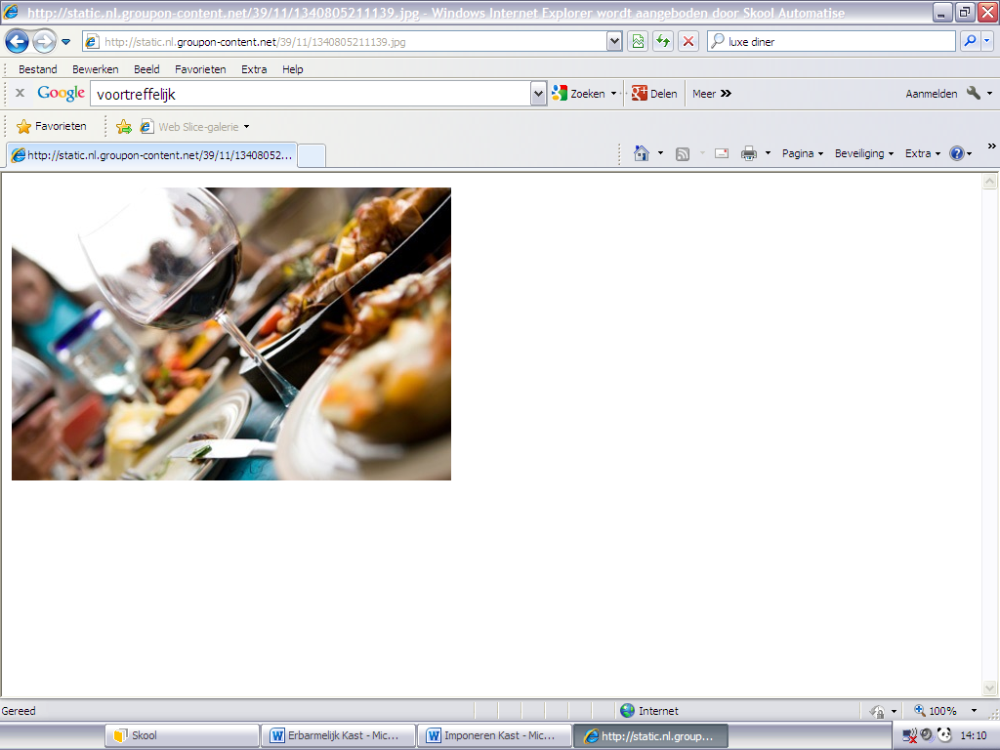 http://static.nl.groupon-content.net/39/11/1340805211139.jpg - Windows Internet Explorer wordt aangeboden door Skool Automatise
http://static.nl.groupon-content.net/39/11/1340805211139.jpg luxe diner
Bestand Bewerken Beeld Favorieten Extra Help
x Google voortreffelijk Zoeken Delen Meer Aanmelden
Favorieten Web Slice-galerie
http://static.nl.groupon-content.net/39/11/13408052... Pagina Beveiliging Extra
Gereed Internet 100%
Skool Erbarmelijk Kast - Mic... Imponeren Kast - Mic... http://static.nl.group... 14:10